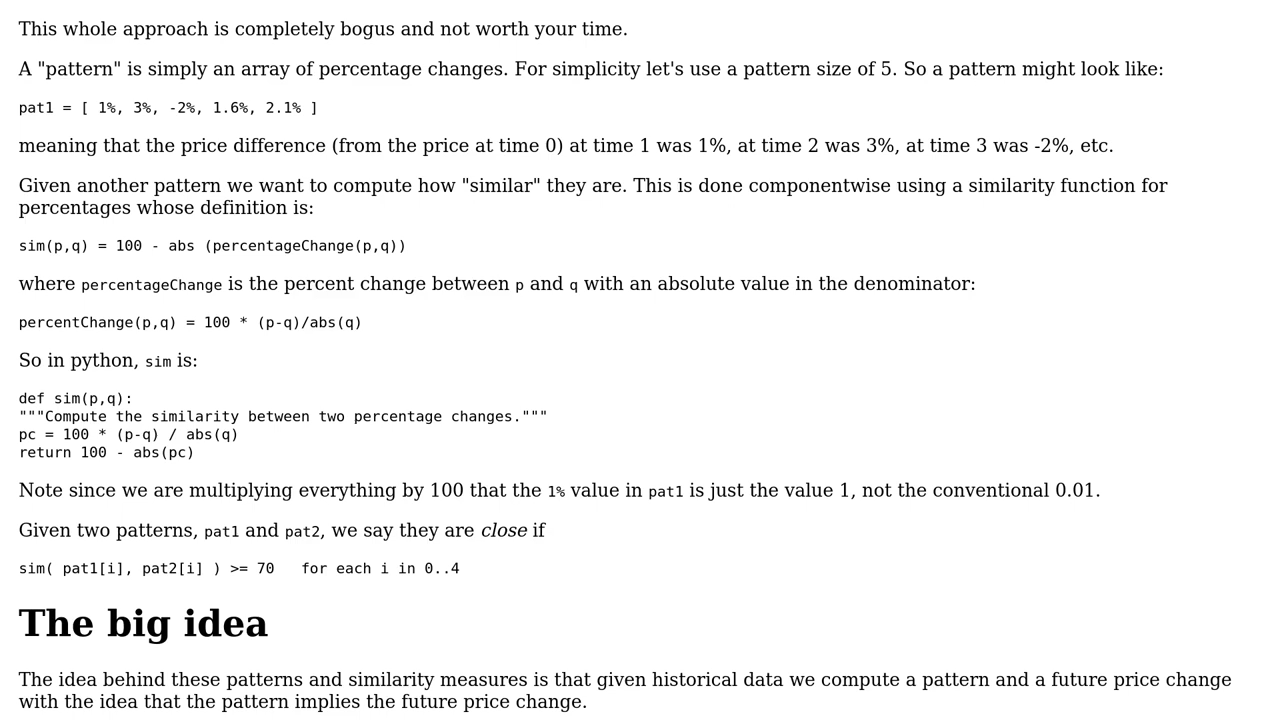 This whole approach is completely bogus and not worth your time.
A "pattern" is simply an array of percentage changes. For simplicity let's use a pattern size of 5. So a pattern might look like:
pat1 = [ 1%, 3%, -2%, 1.6%, 2.1% ]
meaning that the price difference (from the price at time 0) at time 1 was 1%, at time 2 was 3%, at time 3 was -2%, etc.
Given another pattern we want to compute how "similar" they are. This is done componentwise using a similarity function for
percentages whose definition is:
sim(p,q) = 100 - abs (percentageChange(p,q))
where percentageChange is the percent change between p and q with an absolute value in the denominator:
percentChange(p,q) = 100 * (p-q)/abs(q)
So in python, sim is:
def sim(p,q):
"""Compute the similarity between two percentage changes."""
pc = 100 * (p-q) / abs(q)
return 100 - abs(pc)
Note since we are multiplying everything by 100 that the 1% value in pat1 is just the value 1, not the conventional 0.01.
Given two patterns, pat1 and pat2, we say they are close if
sim( pat1[i], pat2[i] ) >= 70   for each i in 0..4
The big idea
The idea behind these patterns and similarity measures is that given historical data we compute a pattern and a future price change
with the idea that the pattern implies the future price change.